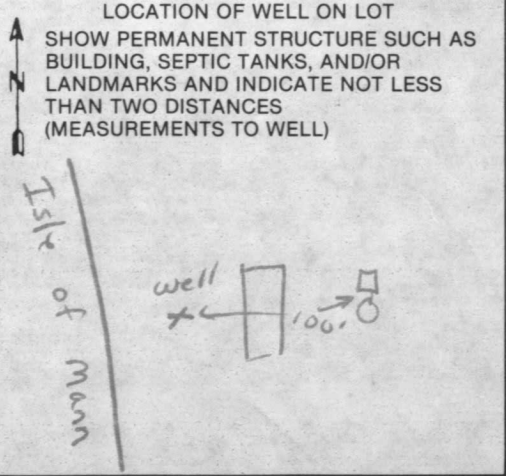 LOCATION OF WELL ON LOT
SHOW PERMANENT STRUCTURE SUCH AS
BUILDING, SEPTIC TANKS, AND/OR
LANDMARKS AND INDICATE NOT LESS
THAN TWO DISTANCES
(MEASUREMENTS TO WELL)
N
Isle of Mann
well
100'